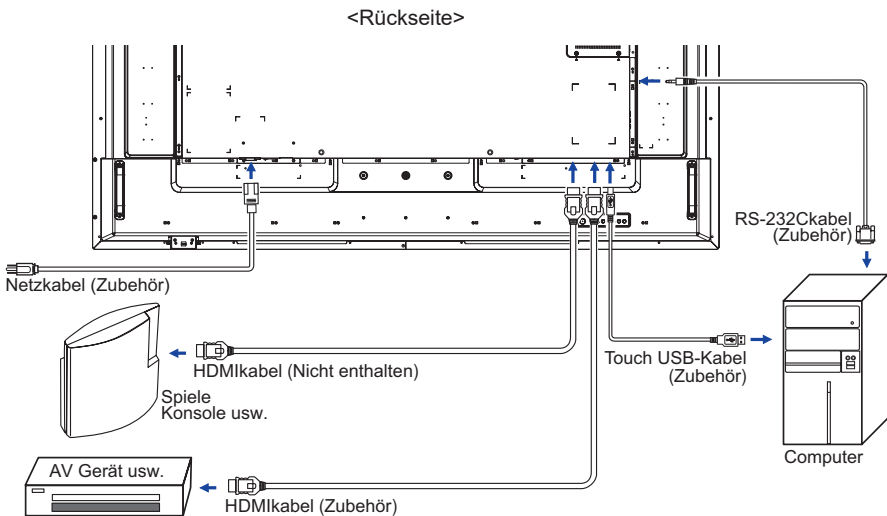 <Rückseite>
RS-232Ckabel
(Zubehör)
Netzkabel (Zubehör)
HDMIkabel (Nicht enthalten)
Touch USB-Kabel
(Zubehör)
Spiele
Konsole usw.
Computer
AV Gerät usw.
HDMIkabel (Zubehör)